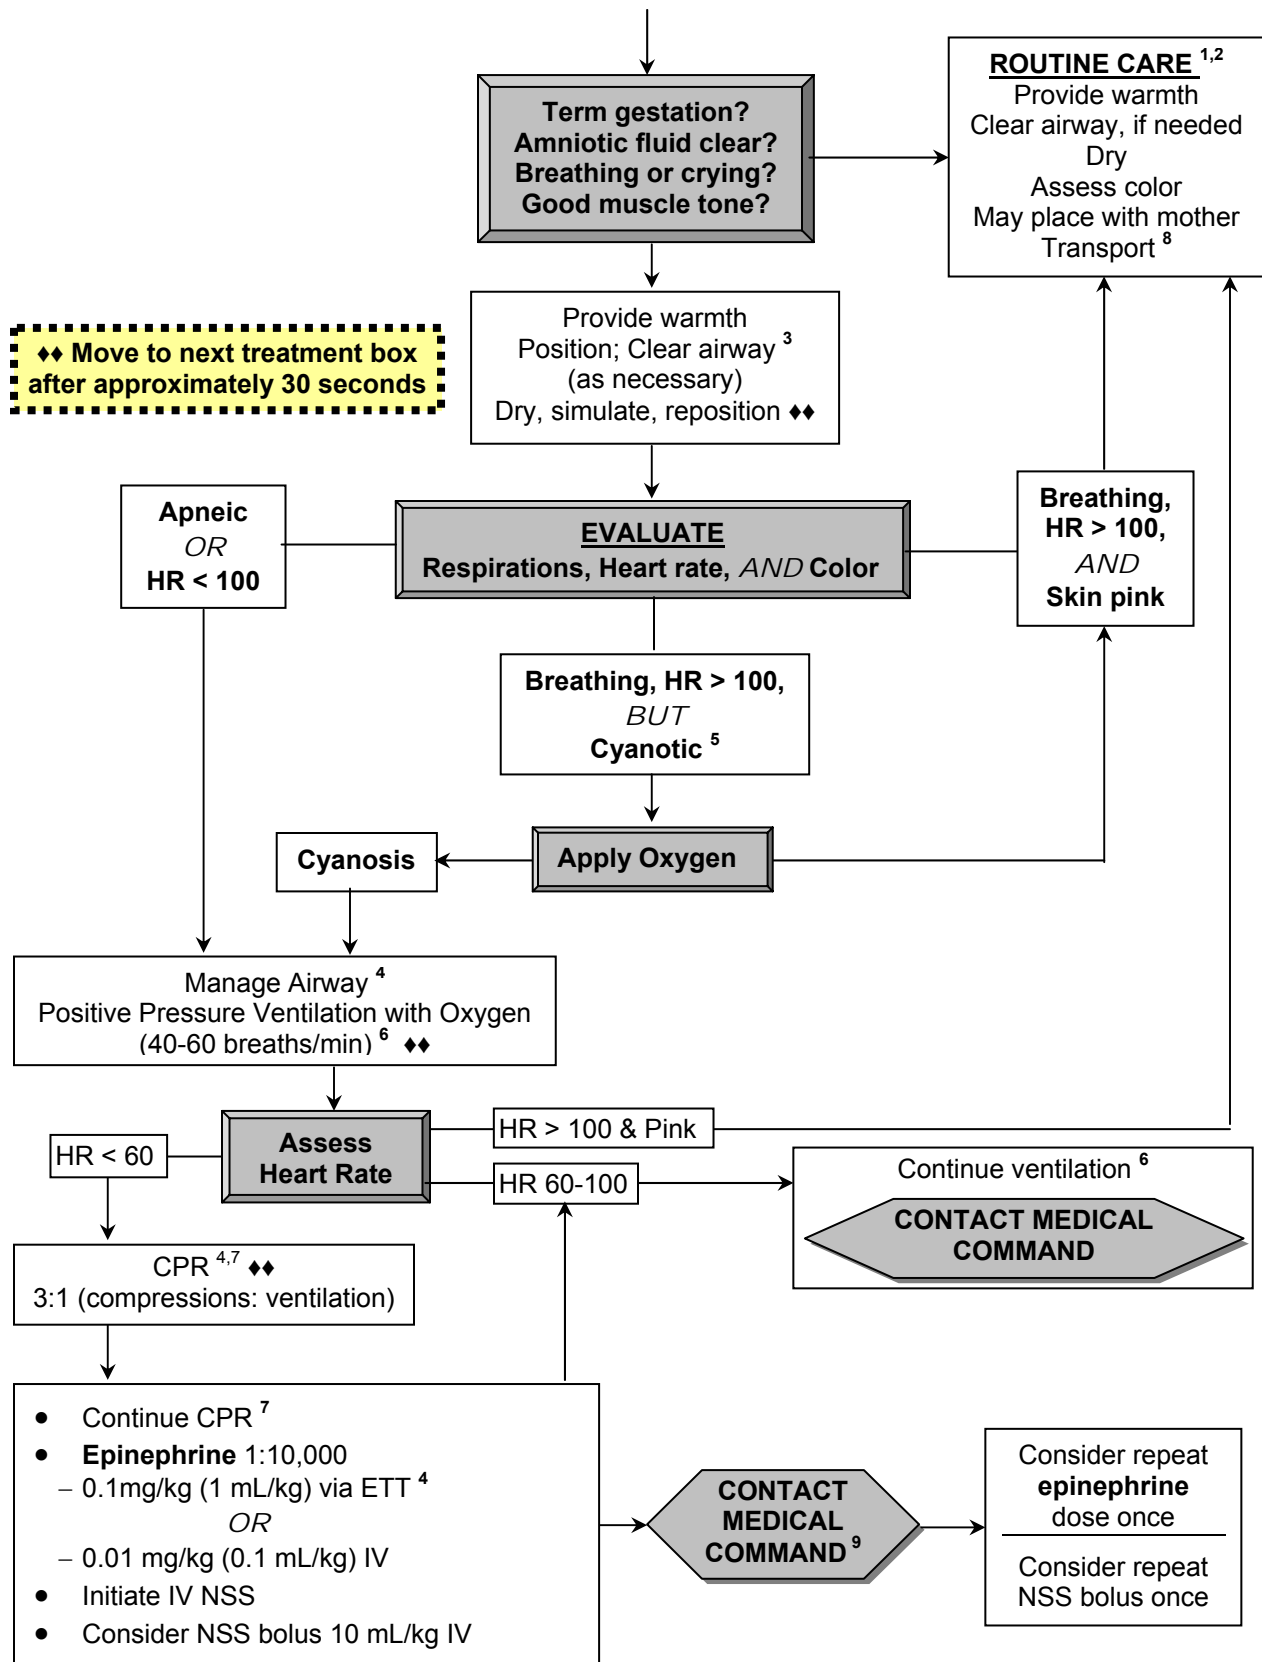 Term gestation?
Amniotic fluid clear?
Breathing or crying?
Good muscle tone?
ROUTINE CARE 1,2
Provide warmth
Clear airway, if needed
Dry
Assess color
May place with mother
Transport 8
♦♦ Move to next treatment box
after approximately 30 seconds
Provide warmth
Position; Clear airway 3
(as necessary)
Dry, simulate, reposition ♦♦
Apneic
OR
HR < 100
EVALUATE
Respirations, Heart rate, AND Color
Breathing,
HR > 100,
AND
Skin pink
Breathing, HR > 100,
BUT
Cyanotic 5
Cyanosis
Apply Oxygen
Manage Airway 4
Positive Pressure Ventilation with Oxygen
(40-60 breaths/min) 6 ♦♦
HR < 60
Assess
Heart Rate
HR > 100 & Pink
HR 60-100
Continue ventilation 6
CONTACT MEDICAL
COMMAND
CPR 4,7 ♦♦
3:1 (compressions: ventilation)
• Continue CPR 7
• Epinephrine 1:10,000
– 0.1mg/kg (1 mL/kg) via ETT 4
OR
– 0.01 mg/kg (0.1 mL/kg) IV
• Initiate IV NSS
• Consider NSS bolus 10 mL/kg IV
CONTACT
MEDICAL
COMMAND 9
Consider repeat
epinephrine
dose once
Consider repeat
NSS bolus once